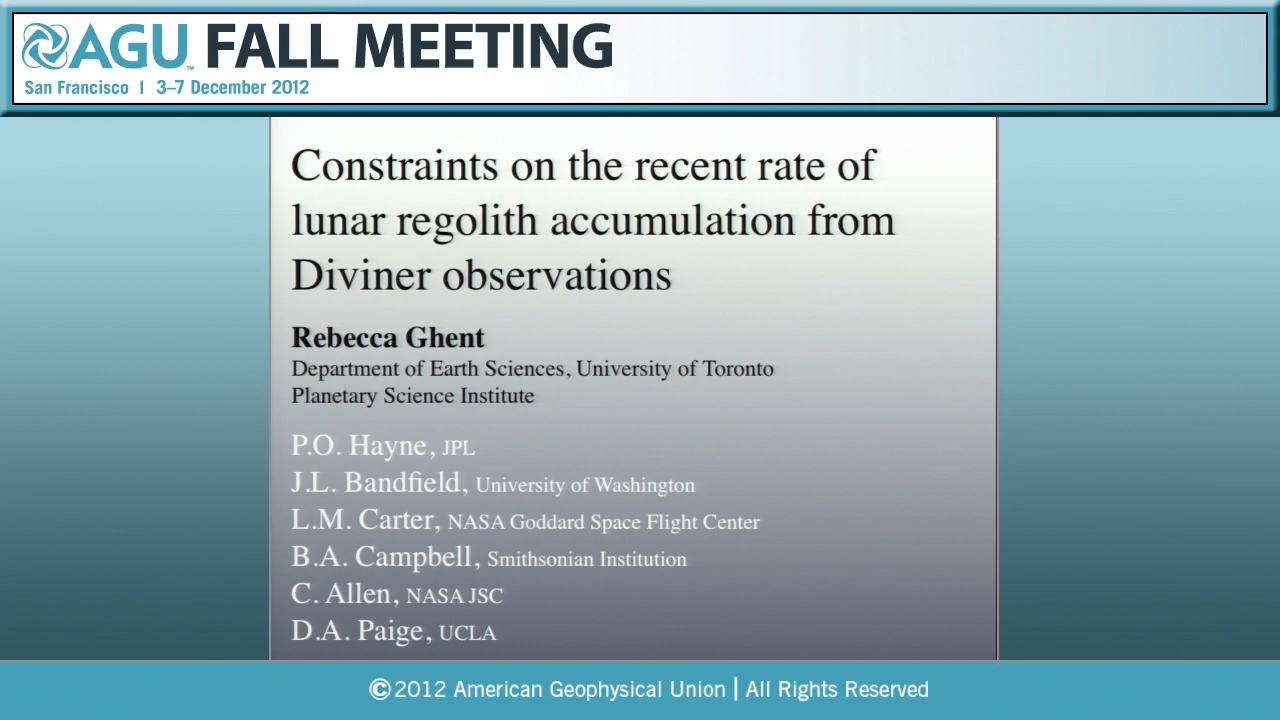 AGU™ FALL MEETING
San Francisco | 3–7 December 2012
Constraints on the recent rate of
lunar regolith accumulation from
Diviner observations
Rebecca Ghent
Department of Earth Sciences, University of Toronto
Planetary Science Institute
P.O. Hayne, JPL
J.L. Bandfield, University of Washington
L.M. Carter, NASA Goddard Space Flight Center
B.A. Campbell, Smithsonian Institution
C. Allen, NASA JSC
D.A. Paige, UCLA
©2012 American Geophysical Union | All Rights Reserved